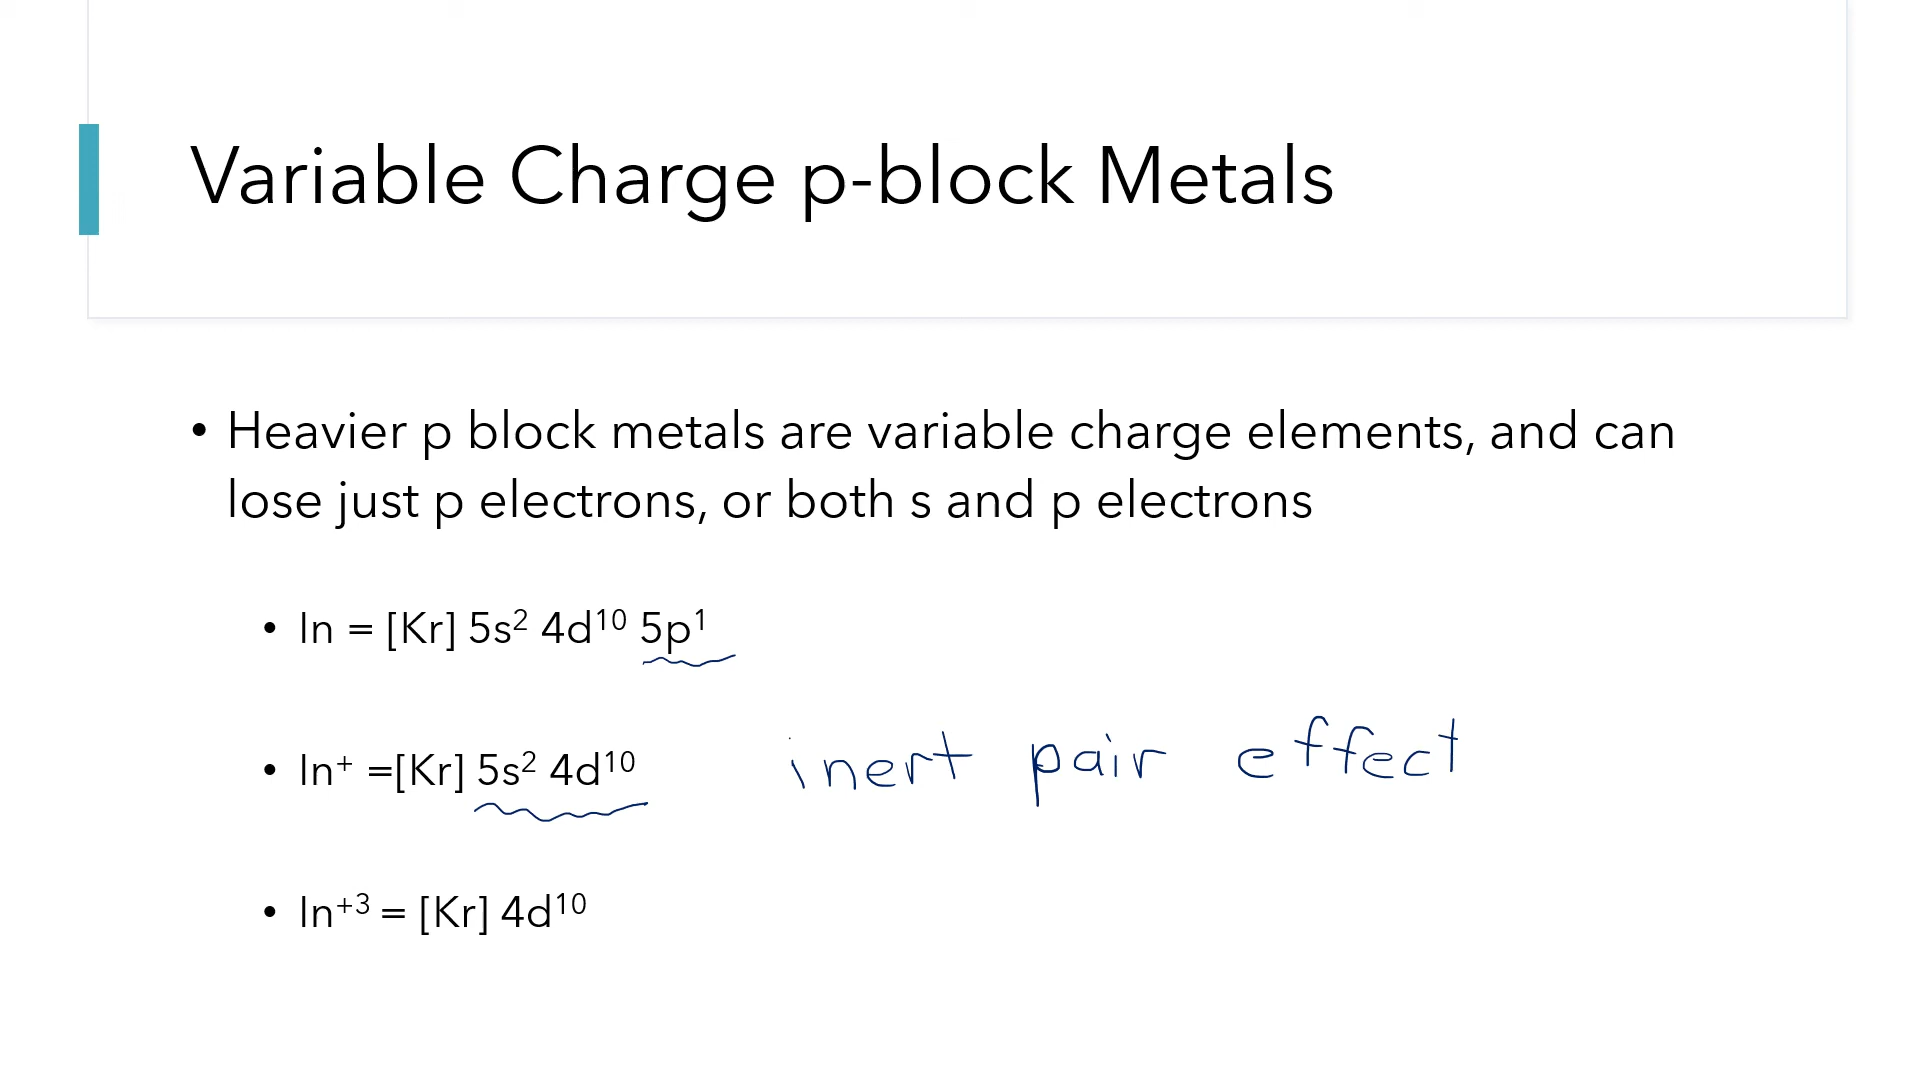 Variable Charge p-block Metals
• Heavier p block metals are variable charge elements, and can
lose just p electrons, or both s and p electrons
• In = [Kr] 5s² 4d¹⁰ 5p¹
• In⁺ =[Kr] 5s² 4d¹⁰ inert pair effect
• In⁺³ = [Kr] 4d¹⁰